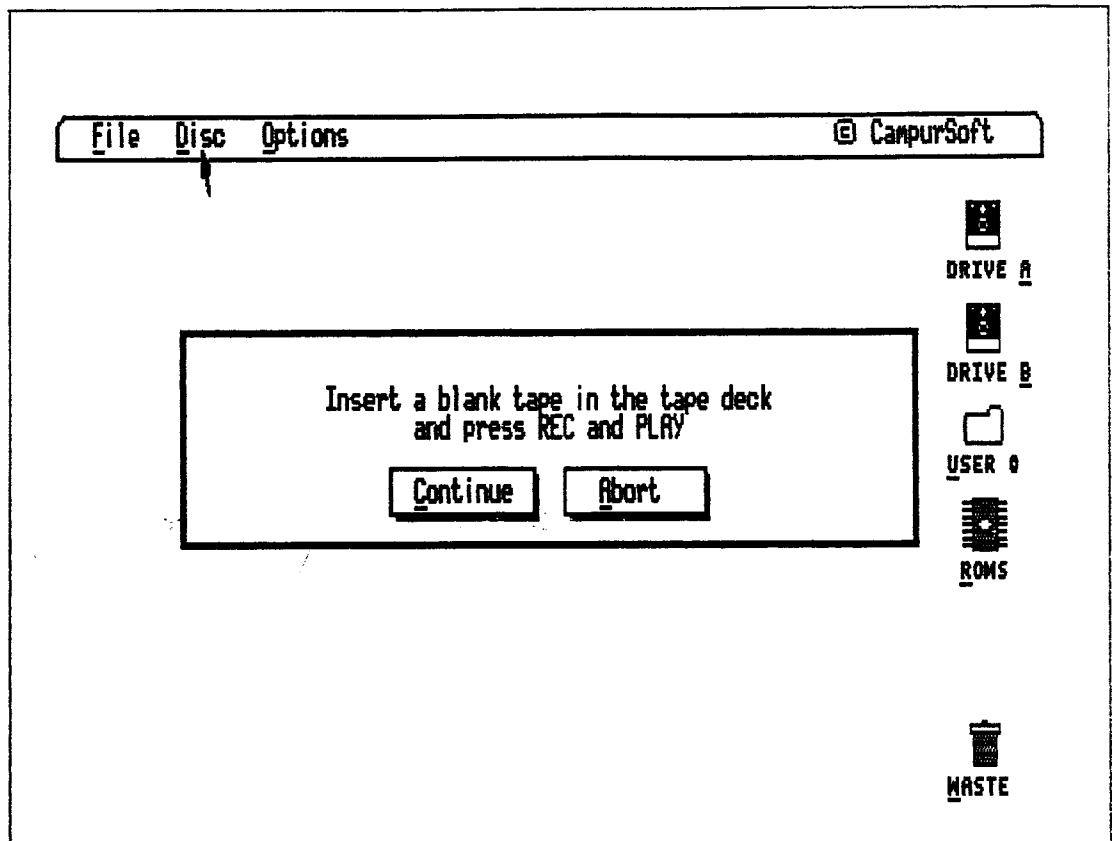 File Disc Options © CampurSoft
DRIVE A
DRIVE B
Insert a blank tape in the tape deck
and press REC and PLAY
USER 0
Continue Abort
ROMS
WASTE